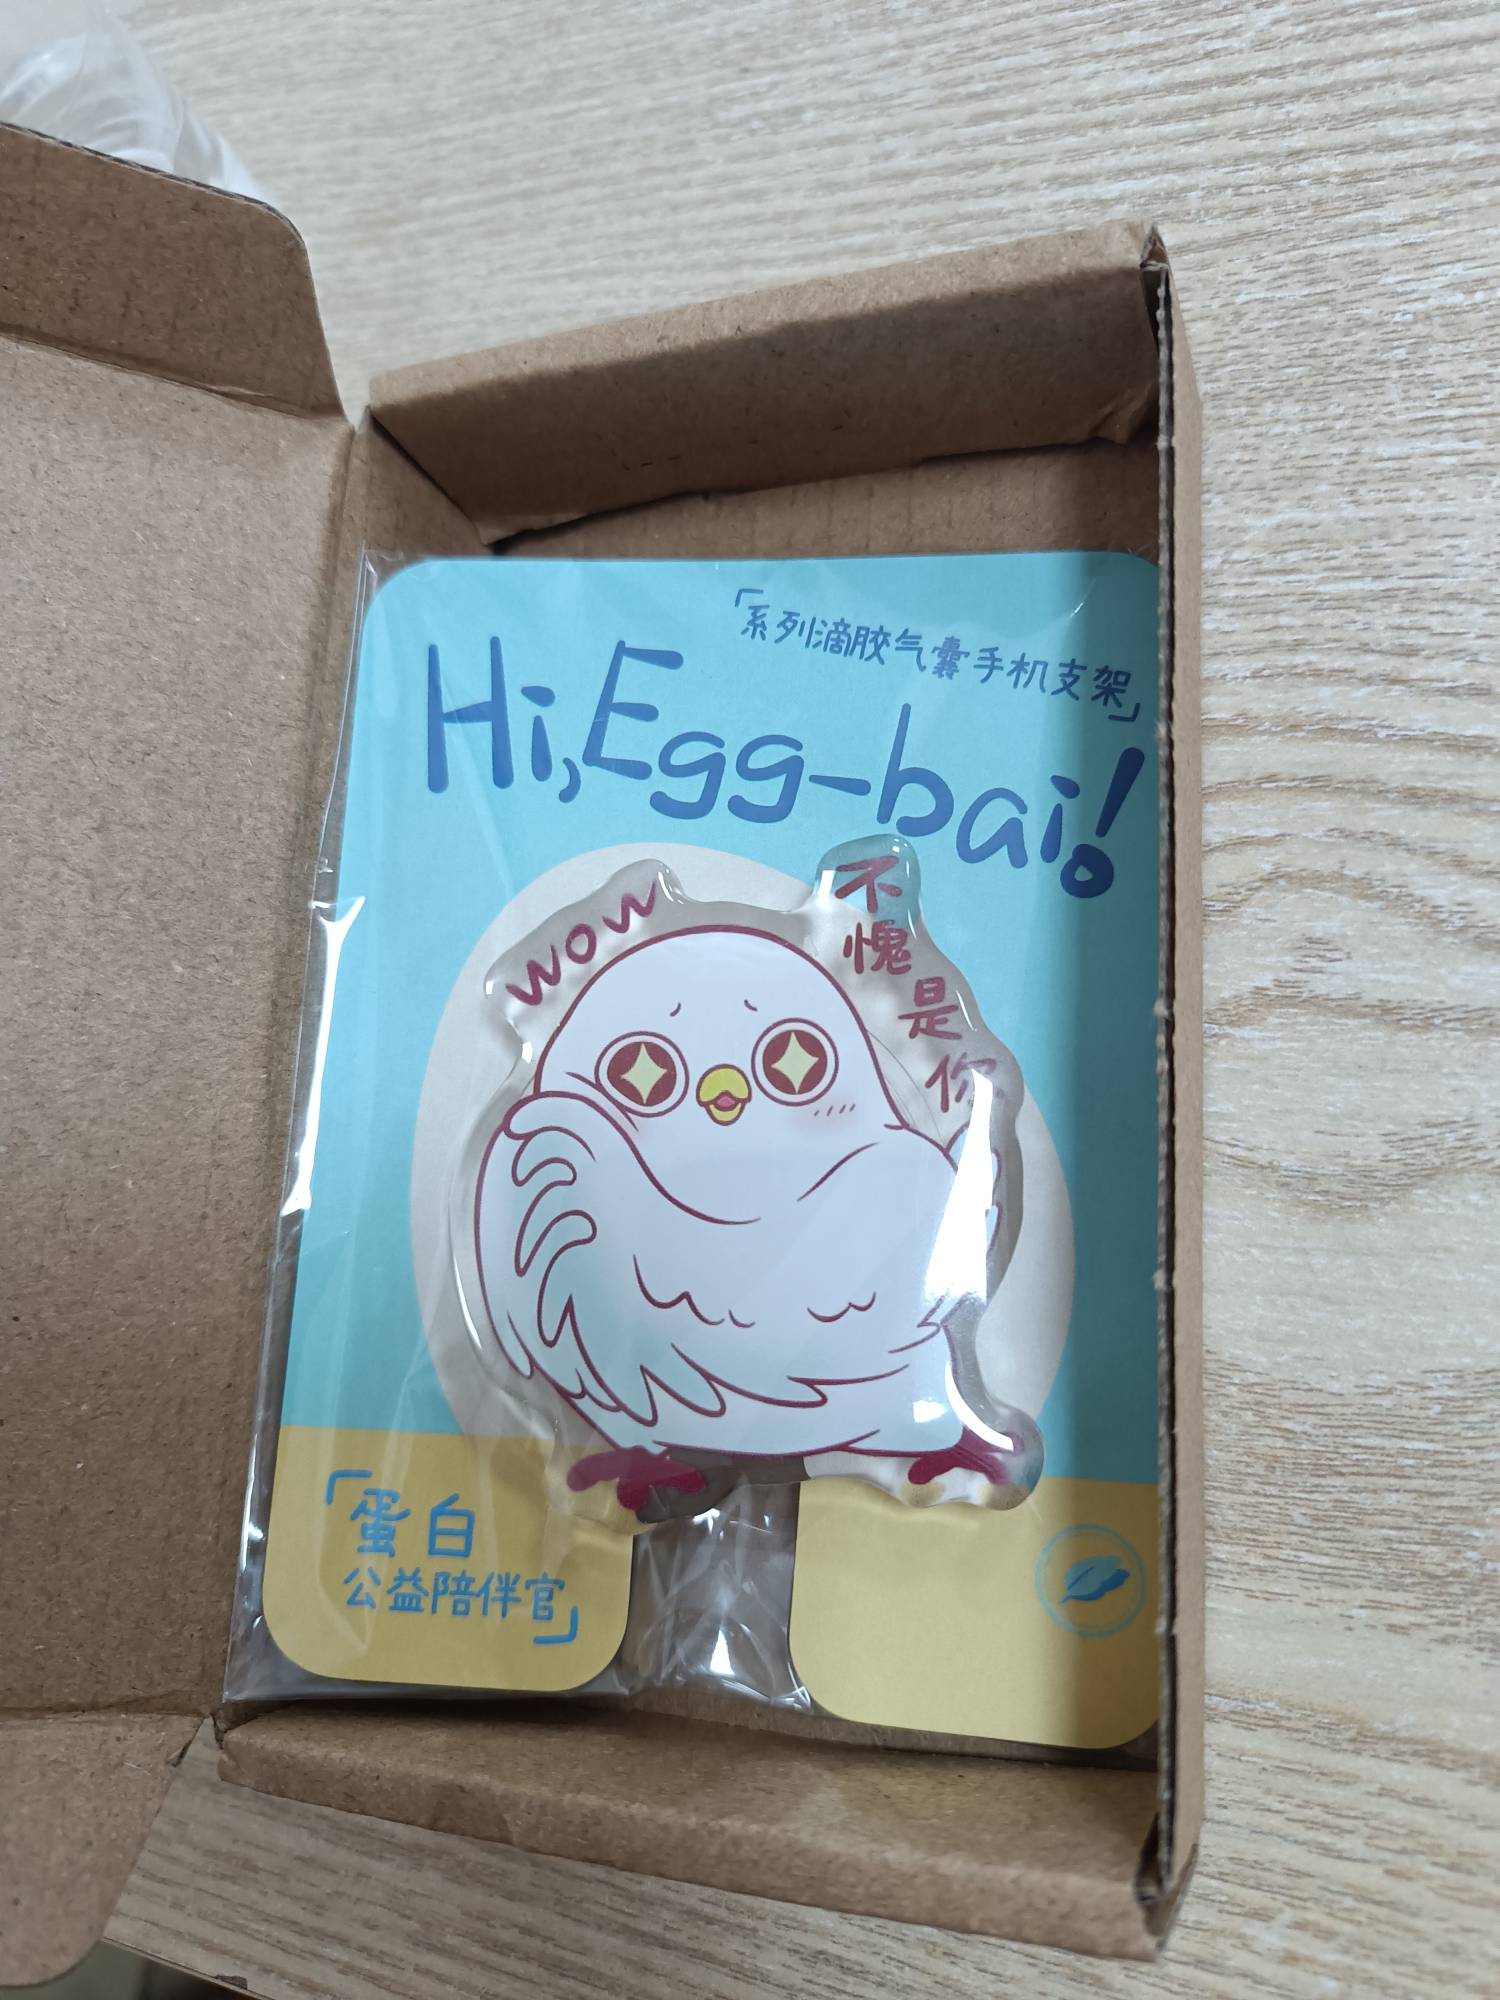 「系列滴胶气囊手机支架」
Hi,Egg-bai!
wow
不愧是你
「蛋白
公益陪伴官」